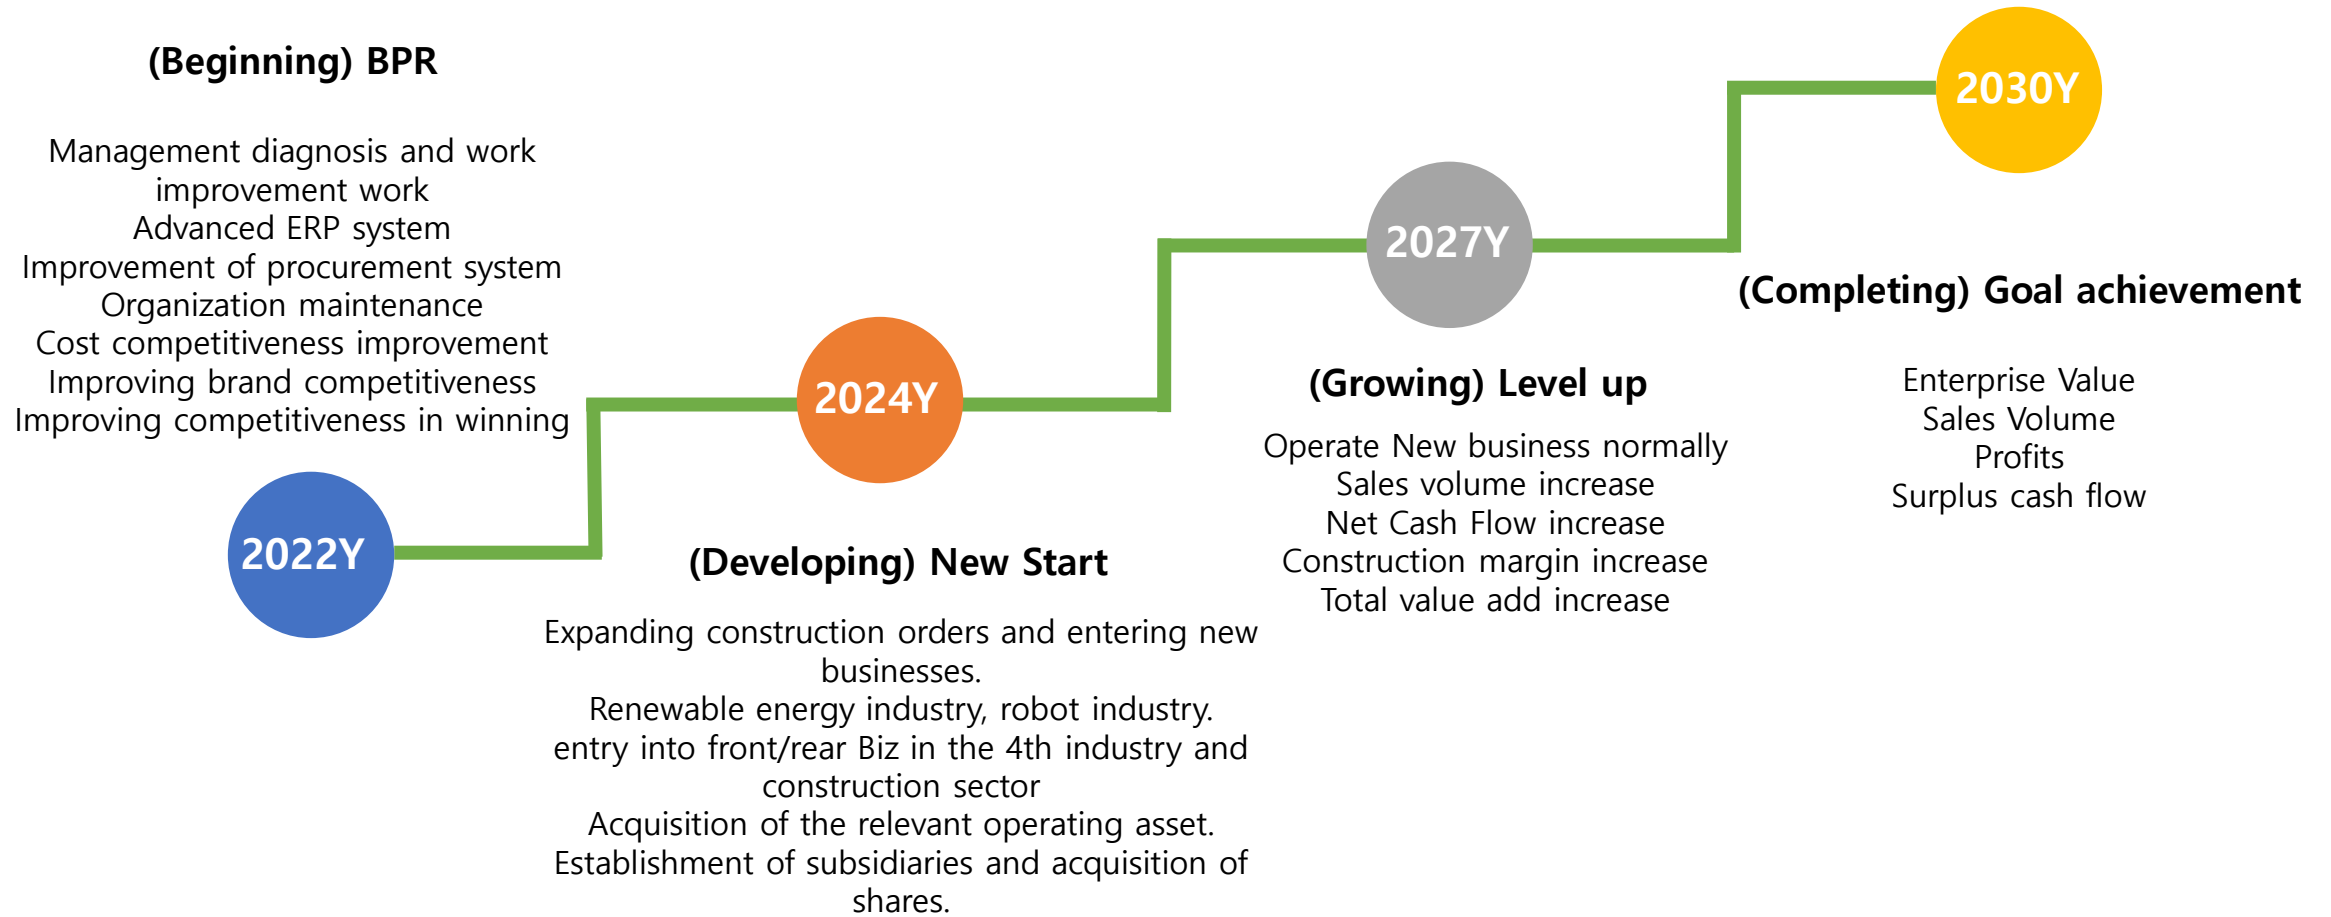 (Beginning) BPR
Management diagnosis and work
improvement work
Advanced ERP system
Improvement of procurement system
Organization maintenance
Cost competitiveness improvement
Improving brand competitiveness
Improving competitiveness in winning
2022Y
2024Y
(Developing) New Start
Expanding construction orders and entering new
businesses.
Renewable energy industry, robot industry.
entry into front/rear Biz in the 4th industry and
construction sector
Acquisition of the relevant operating asset.
Establishment of subsidiaries and acquisition of
shares.
2027Y
(Growing) Level up
Operate New business normally
Sales volume increase
Net Cash Flow increase
Construction margin increase
Total value add increase
2030Y
(Completing) Goal achievement
Enterprise Value
Sales Volume
Profits
Surplus cash flow